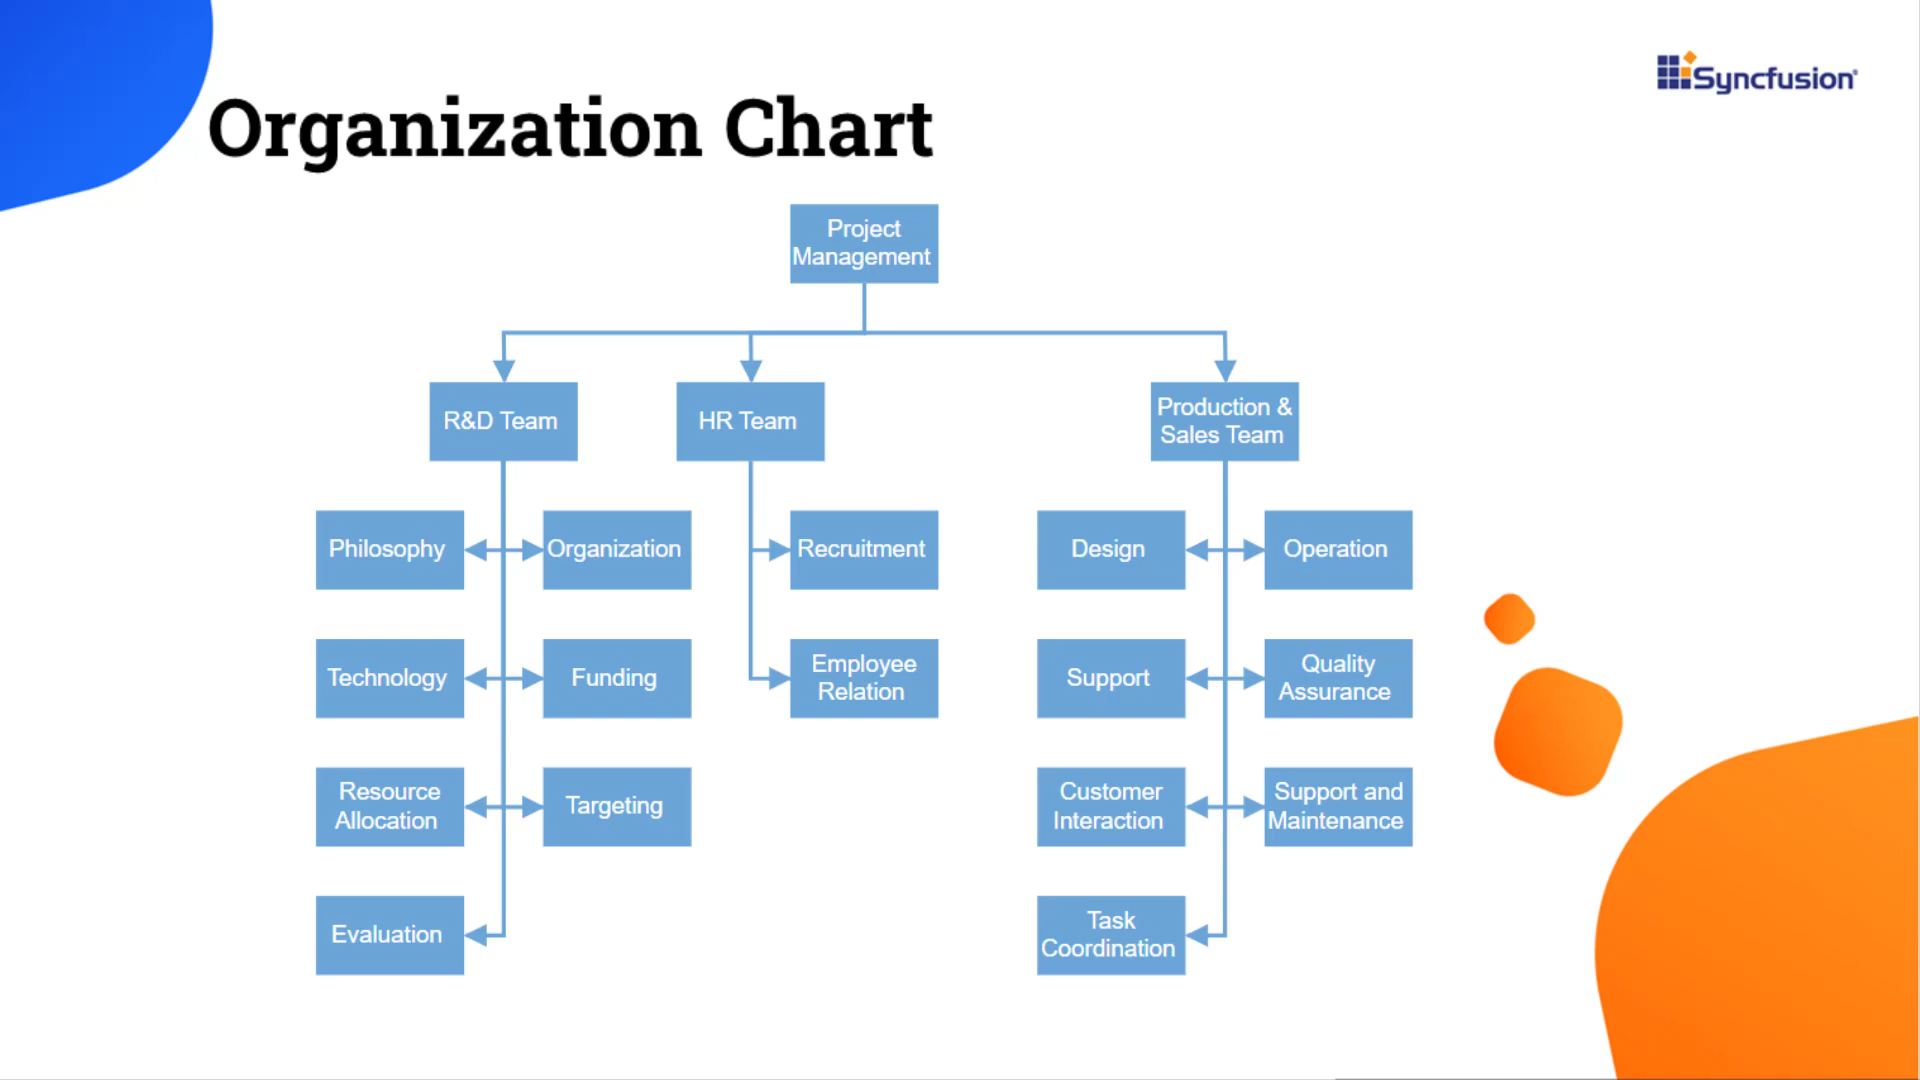 Syncfusion®
Organization Chart
Project
Management
R&D Team
HR Team
Production &
Sales Team
Philosophy
Organization
Recruitment
Design
Operation
Technology
Funding
Employee
Relation
Support
Quality
Assurance
Resource
Allocation
Targeting
Customer
Interaction
Support and
Maintenance
Evaluation
Task
Coordination